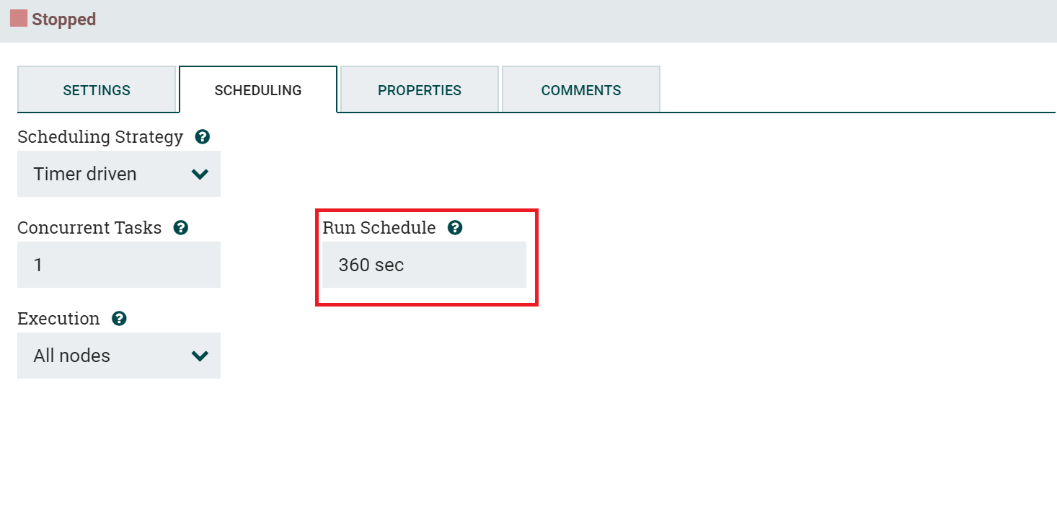 Stopped
SETTINGS
SCHEDULING
PROPERTIES
COMMENTS
Scheduling Strategy ?
Timer driven
Concurrent Tasks ?
Run Schedule ?
1
360 sec
Execution ?
All nodes